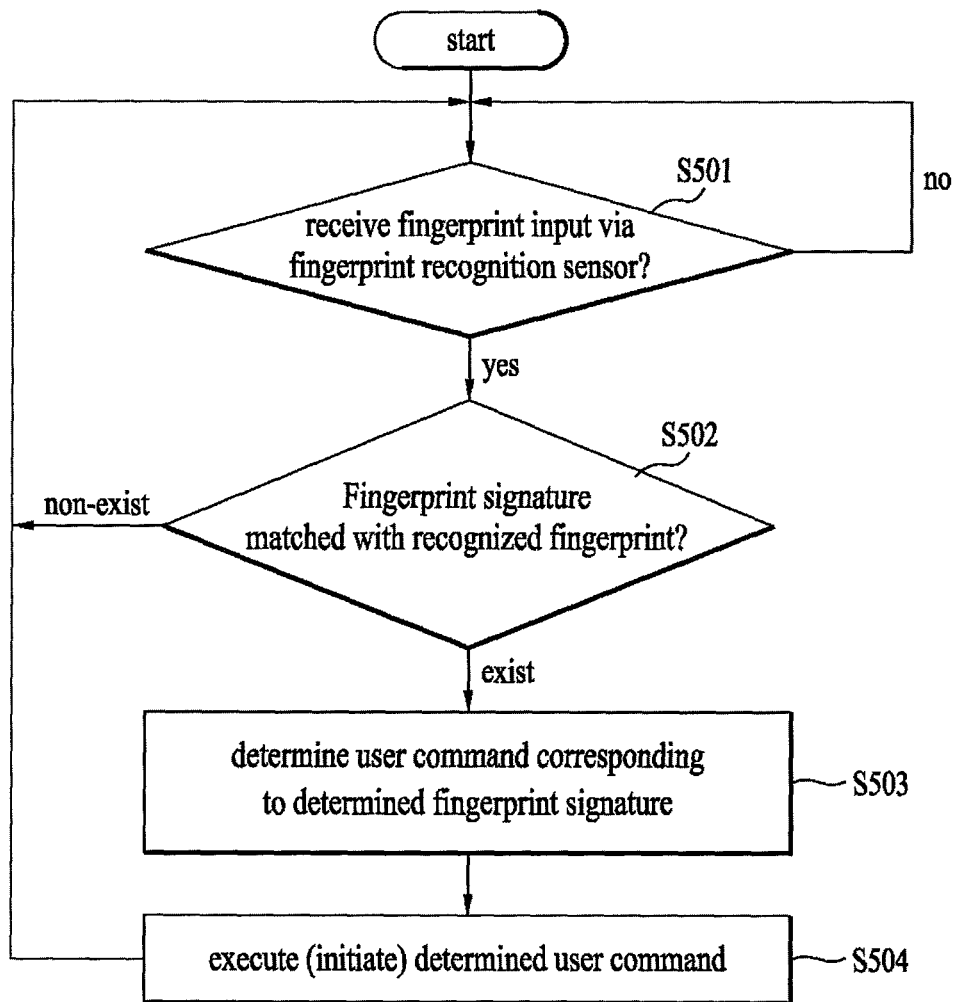 start
S501
receive fingerprint input via
fingerprint recognition sensor?
no
yes
S502
Fingerprint signature
matched with recognized fingerprint?
non-exist
exist
determine user command corresponding
to determined fingerprint signature
S503
execute (initiate) determined user command
S504